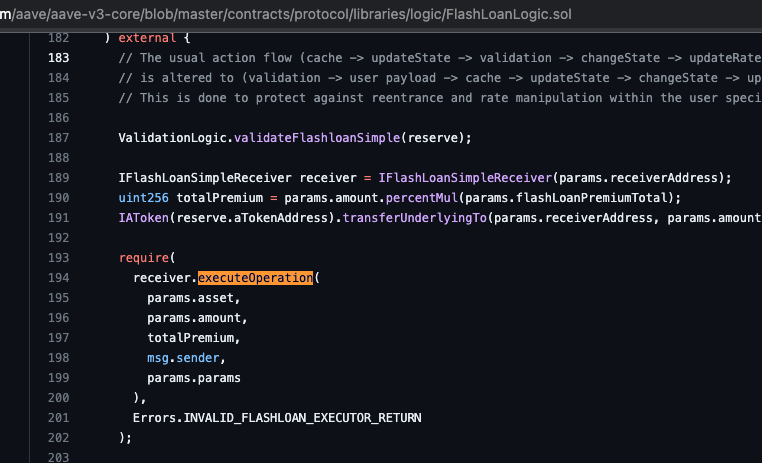 m/aave/aave-v3-core/blob/master/contracts/protocol/libraries/logic/FlashLoanLogic.sol
182 ) external {
183 // The usual action flow (cache -> updateState -> validation -> changeState -> updateRate
184 // is altered to (validation -> user payload -> cache -> updateState -> changeState -> up
185 // This is done to protect against reentrance and rate manipulation within the user speci
186
187 ValidationLogic.validateFlashloanSimple(reserve);
188
189 IFlashLoanSimpleReceiver receiver = IFlashLoanSimpleReceiver(params.receiverAddress);
190 uint256 totalPremium = params.amount.percentMul(params.flashLoanPremiumTotal);
191 IAToken(reserve.aTokenAddress).transferUnderlyingTo(params.receiverAddress, params.amount
192
193 require(
194 receiver.executeOperation(
195 params.asset,
196 params.amount,
197 totalPremium,
198 msg.sender,
199 params.params
200 ),
201 Errors.INVALID_FLASHLOAN_EXECUTOR_RETURN
202 );
203